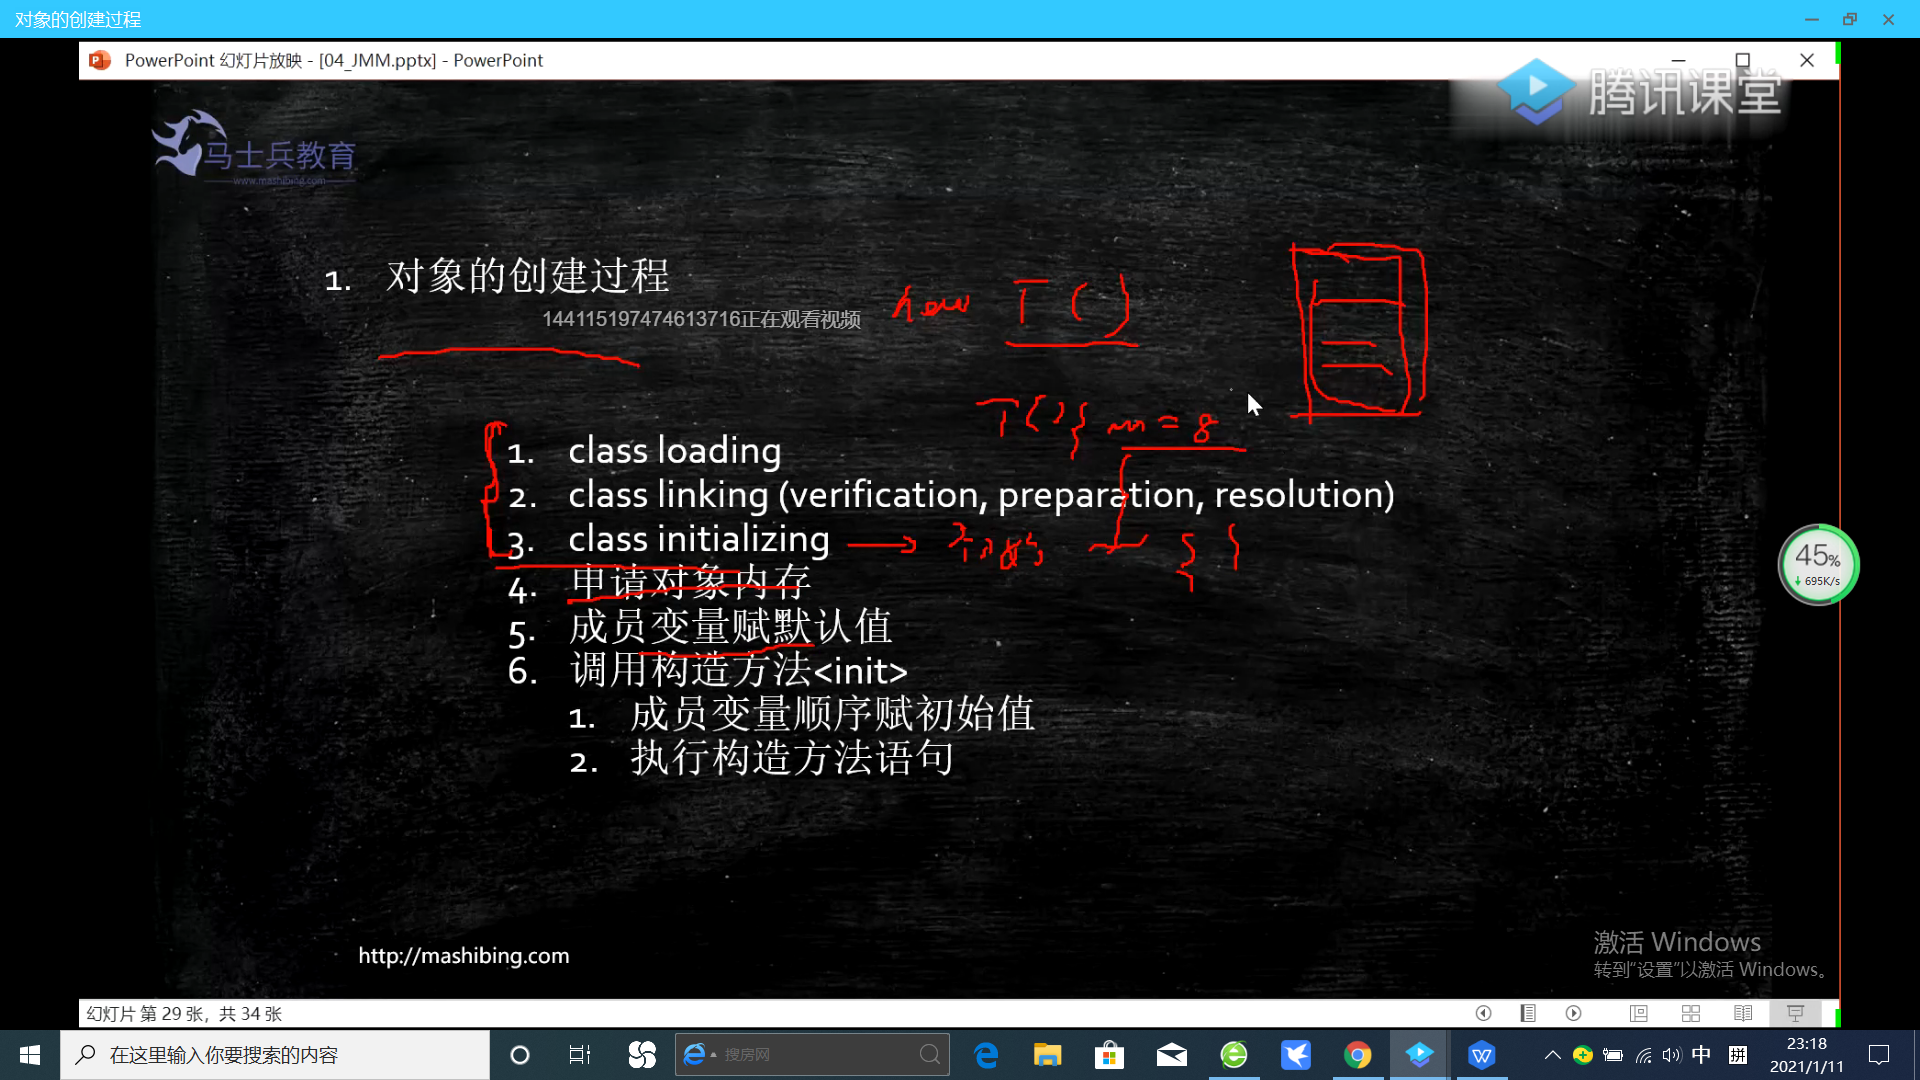 对象的创建过程
PowerPoint 幻灯片放映 - [04_JMM.pptx] - PowerPoint
腾讯课堂
马士兵教育
www.mashibing.com
1. 对象的创建过程
144115197474613716正在观看视频
new T()
T() m = 8
1. class loading
2. class linking (verification, preparation, resolution)
3. class initializing
4. 申请对象内存
5. 成员变量赋默认值
6. 调用构造方法<init>
1. 成员变量顺序赋初始值
2. 执行构造方法语句
45%
695K/s
http://mashibing.com
激活 Windows
转到“设置”以激活 Windows。
幻灯片 第 29 张，共 34 张
在这里输入你要搜索的内容
搜房网
中
拼
23:18
2021/1/11